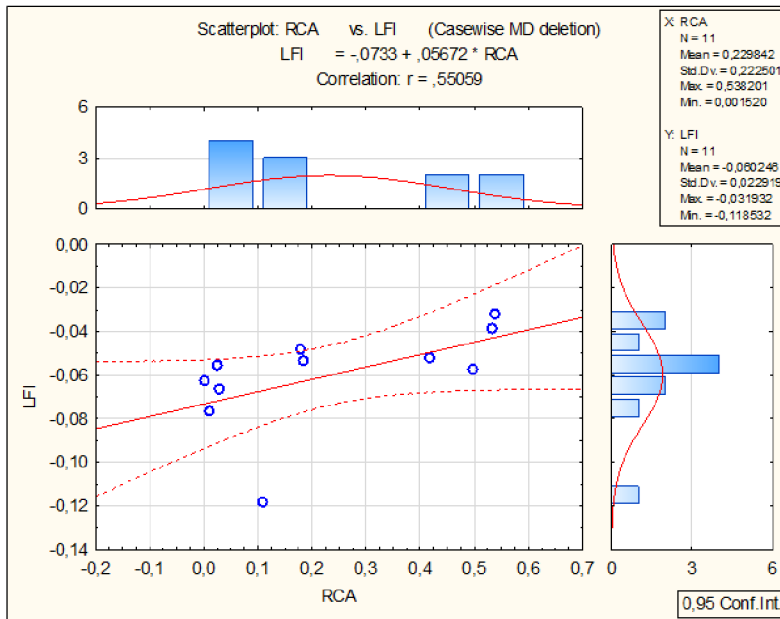 Scatterplot: RCA vs. LFI (Casewise MD deletion)
LFI = -,0733 + ,05672 * RCA
Correlation: r = ,55059
X: RCA
N = 11
Mean = 0,229842
Std.Dv. = 0,222501
Max. = 0,538201
Min. = 0,001520
Y: LFI
N = 11
Mean = -0,060246
Std.Dv. = 0,022919
Max. = -0,031932
Min. = -0,118532
6
3
0
0,00
-0,02
-0,04
-0,06
-0,08
-0,10
-0,12
-0,14
LFI
-0,2 -0,1 0,0 0,1 0,2 0,3 0,4 0,5 0,6 0,7
RCA
0 3 6
0,95 Conf.Int.